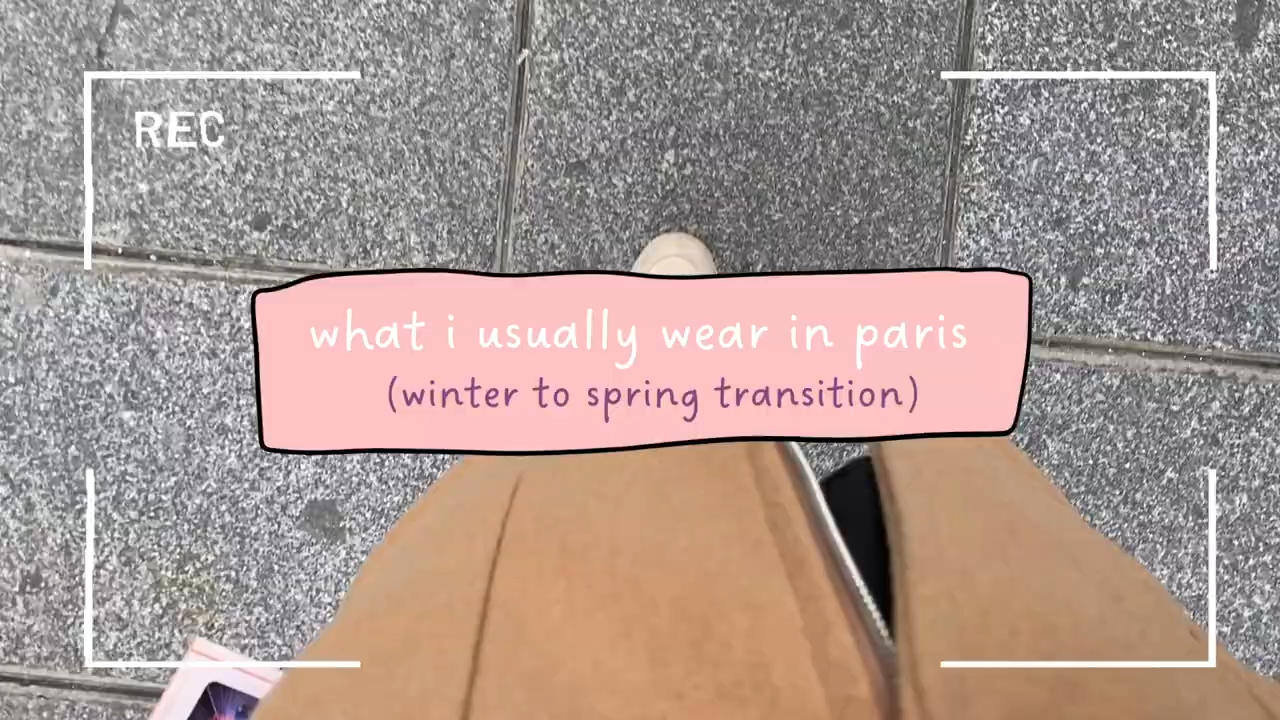 REC
what i usually wear in paris
(winter to spring transition)